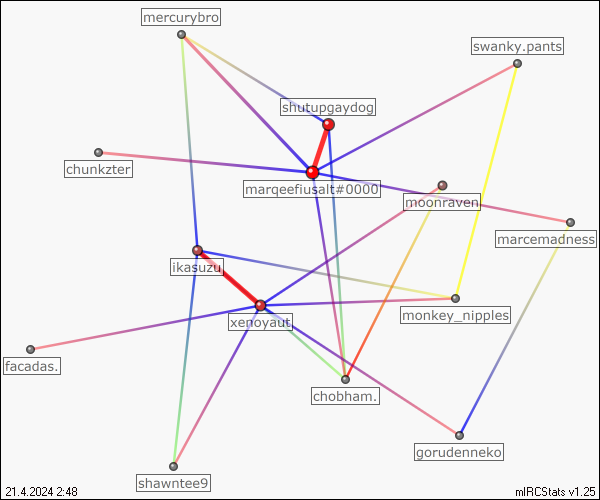 mercurybro
swanky.pants
shutupgaydog
chunkzter
marqeefiusalt#0000
moonraven
marcemadness
ikasuzu
monkey_nipples
xenoyaut
facadas.
chobham.
gorudenneko
shawntee9
21.4.2024 2:48
mIRCStats v1.25